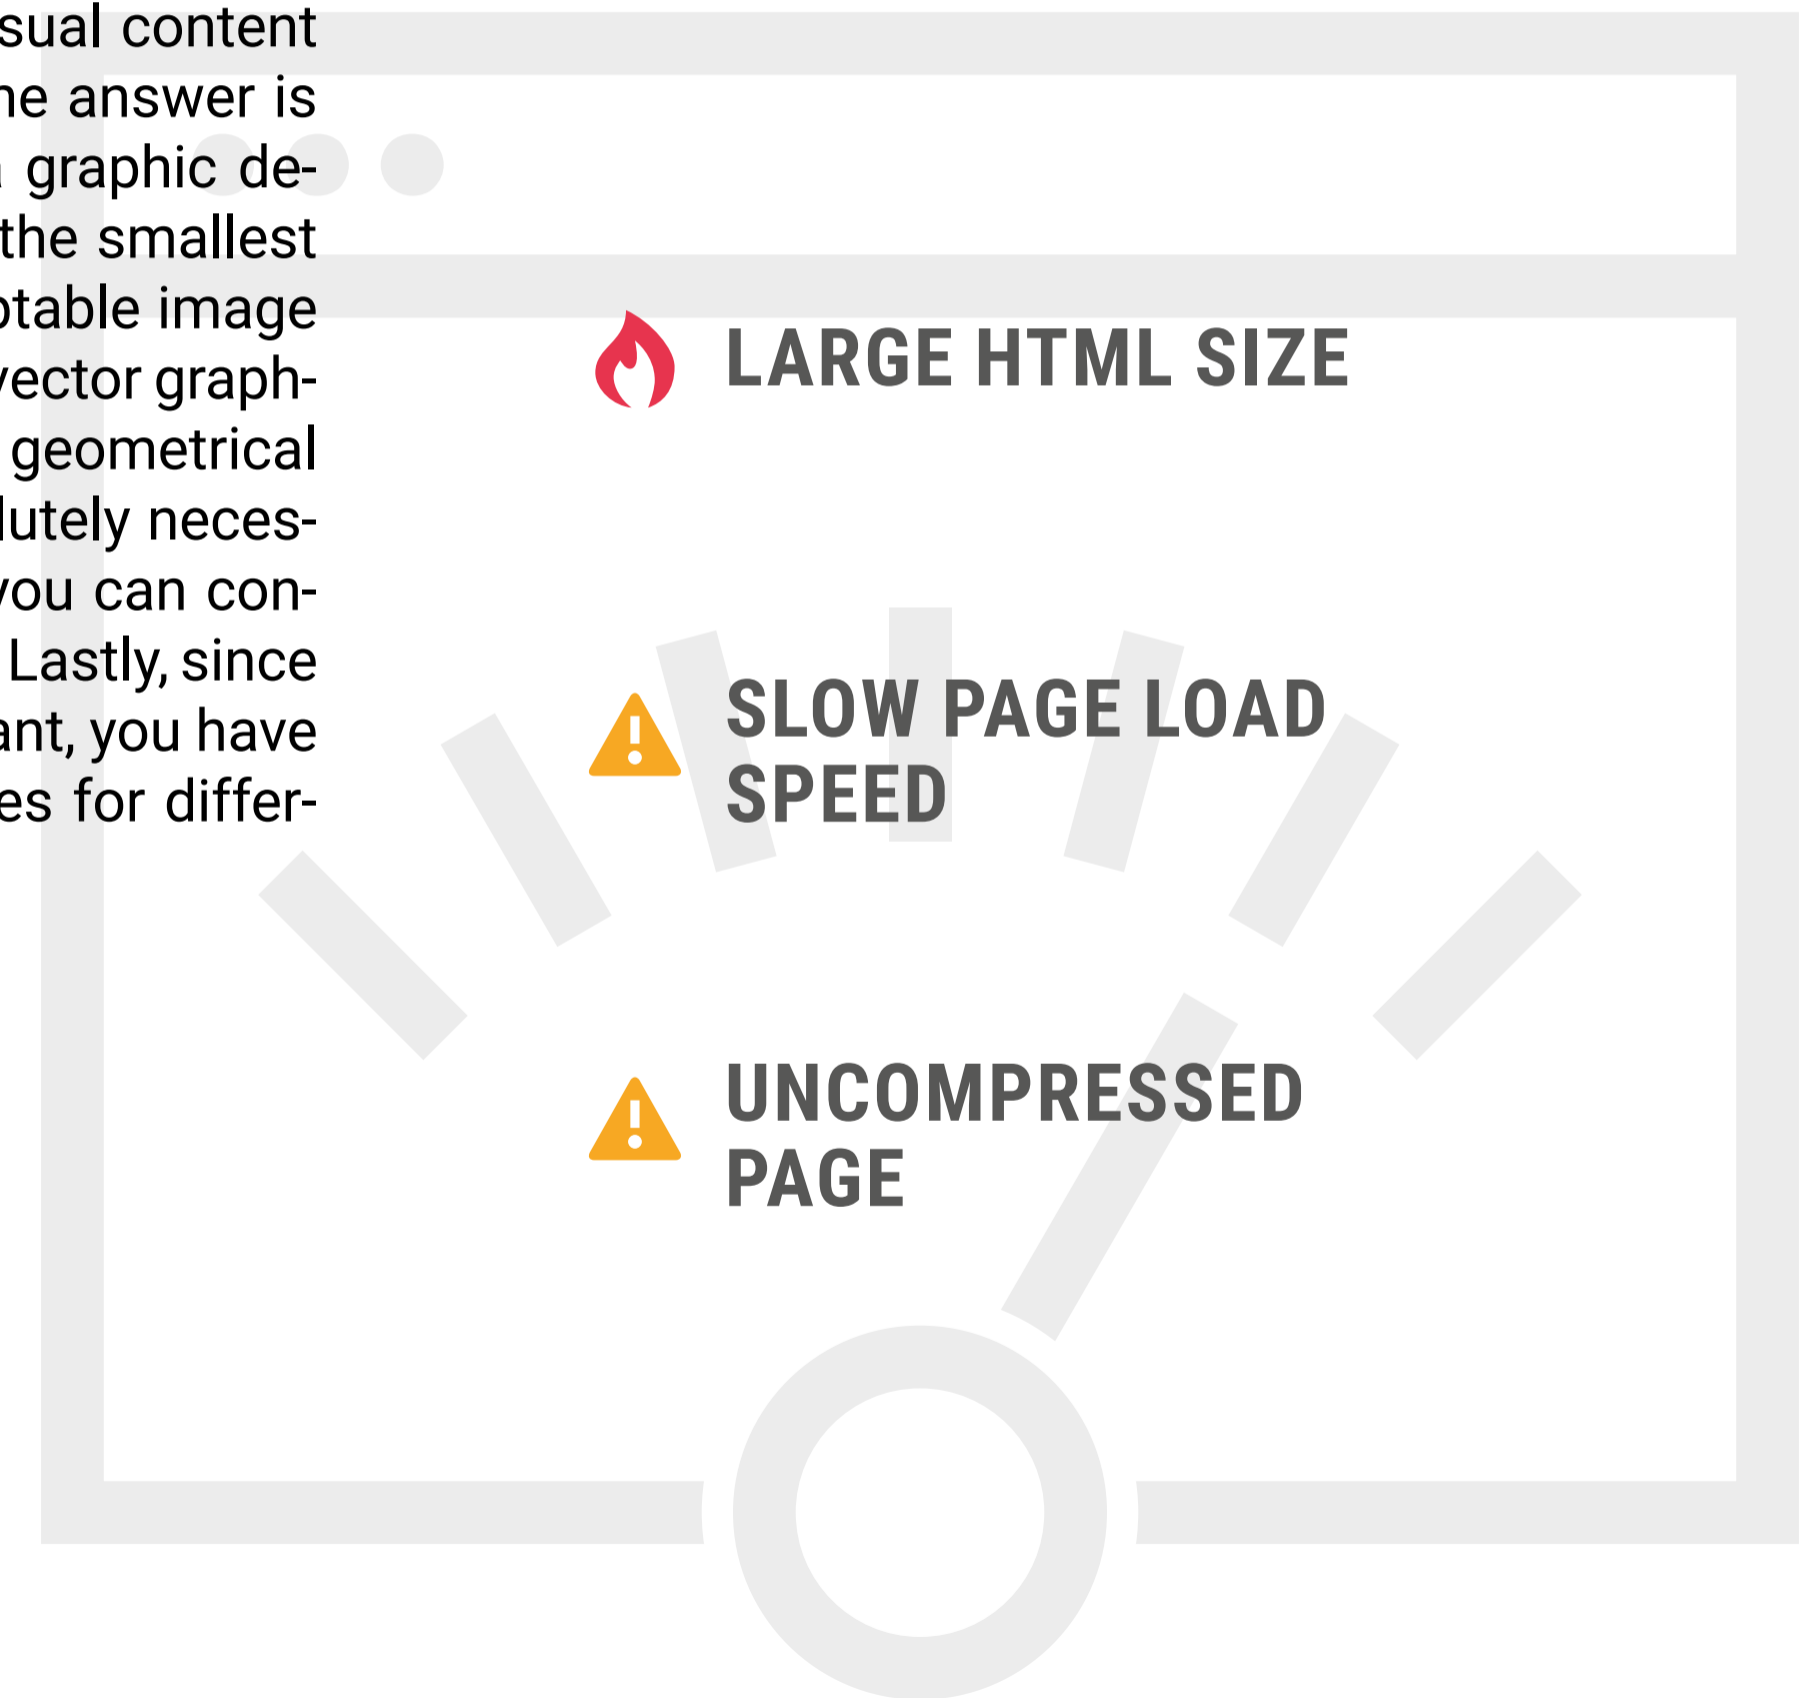 sual content
ne answer is
graphic de-
the smallest
ptable image
vector graph-
geometrical
lutely neces-
you can con-
Lastly, since
ant, you have
es for differ-
LARGE HTML SIZE
SLOW PAGE LOAD
SPEED
UNCOMPRESSED
PAGE